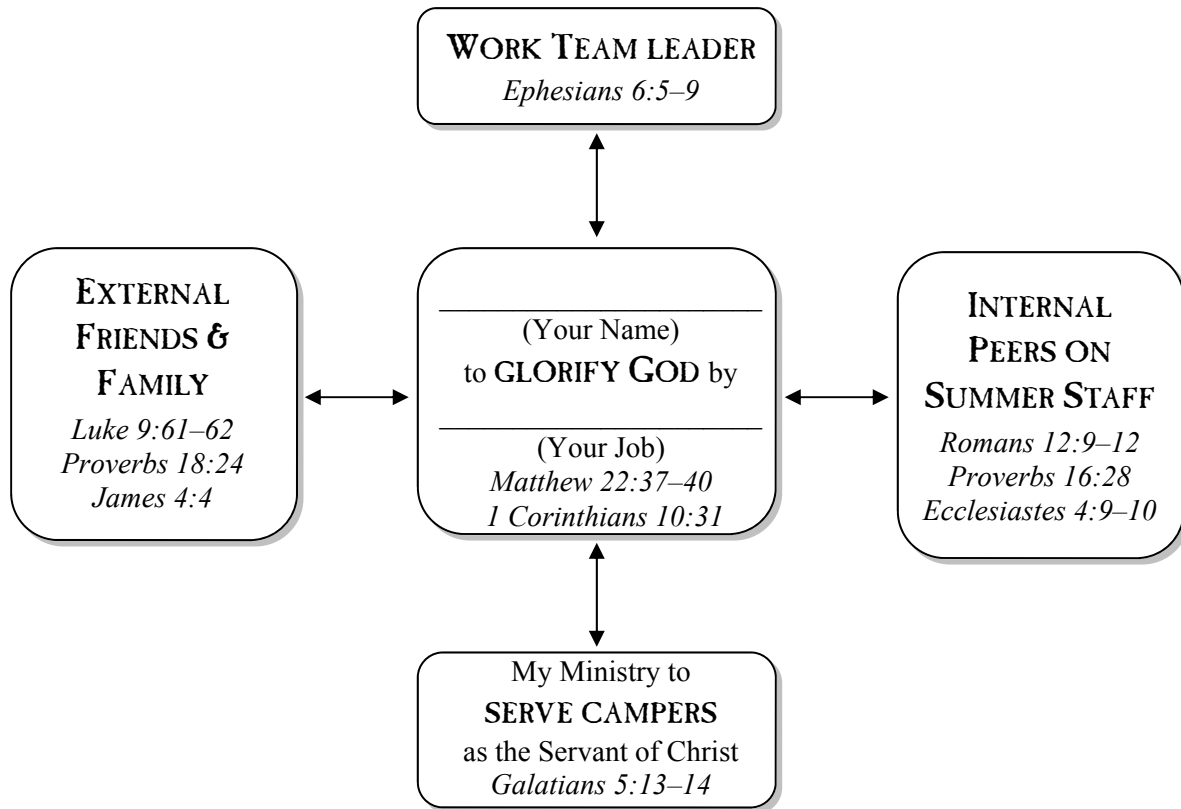 WORK TEAM LEADER
Ephesians 6:5–9
EXTERNAL
FRIENDS &
FAMILY
Luke 9:61–62
Proverbs 18:24
James 4:4
______________________
(Your Name)
to GLORIFY GOD by
______________________
(Your Job)
Matthew 22:37–40
1 Corinthians 10:31
INTERNAL
PEERS ON
SUMMER STAFF
Romans 12:9–12
Proverbs 16:28
Ecclesiastes 4:9–10
My Ministry to
SERVE CAMPERS
as the Servant of Christ
Galatians 5:13–14